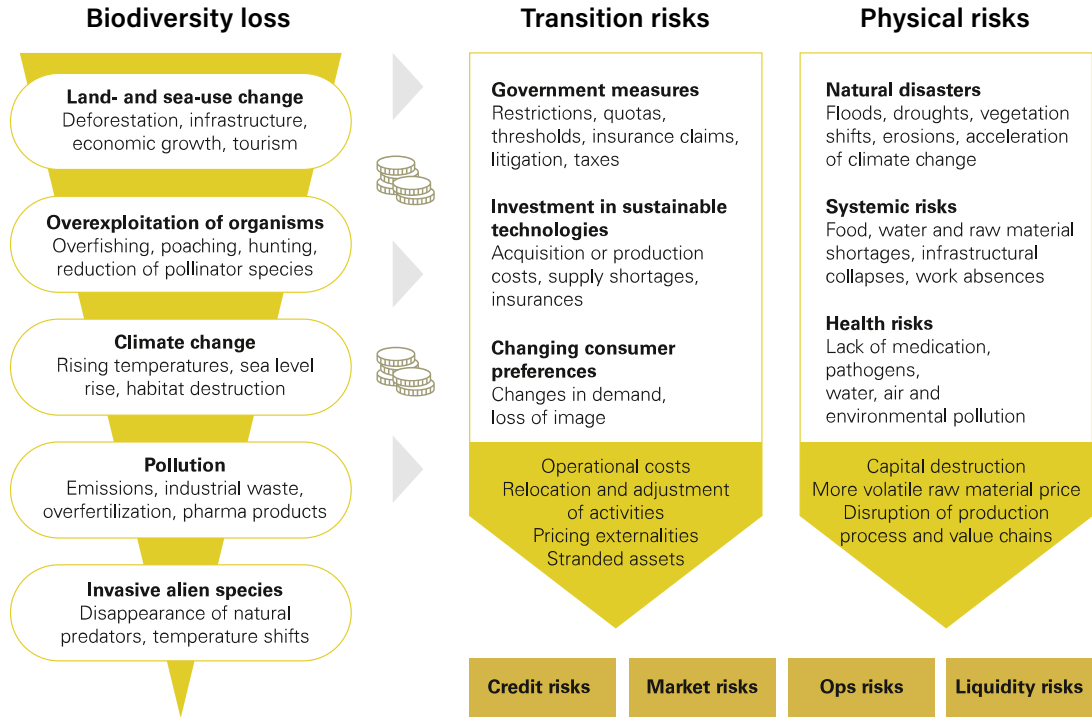 Biodiversity loss
Land- and sea-use change
Deforestation, infrastructure,
economic growth, tourism
Overexploitation of organisms
Overfishing, poaching, hunting,
reduction of pollinator species
Climate change
Rising temperatures, sea level
rise, habitat destruction
Pollution
Emissions, industrial waste,
overfertilization, pharma products
Invasive alien species
Disappearance of natural
predators, temperature shifts
Transition risks
Government measures
Restrictions, quotas,
thresholds, insurance claims,
litigation, taxes
Investment in sustainable
technologies
Acquisition or production
costs, supply shortages,
insurances
Changing consumer
preferences
Changes in demand,
loss of image
Operational costs
Relocation and adjustment
of activities
Pricing externalities
Stranded assets
Physical risks
Natural disasters
Floods, droughts, vegetation
shifts, erosions, acceleration
of climate change
Systemic risks
Food, water and raw material
shortages, infrastructural
collapses, work absences
Health risks
Lack of medication,
pathogens,
water, air and
environmental pollution
Capital destruction
More volatile raw material price
Disruption of production
process and value chains
Credit risks
Market risks
Ops risks
Liquidity risks